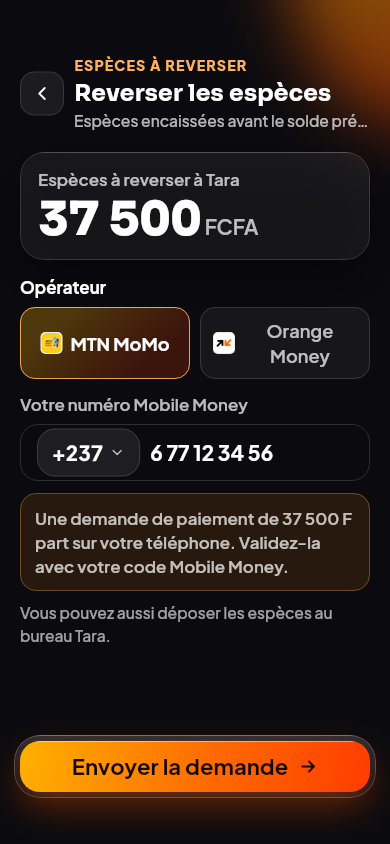 ESPÈCES À REVERSER
Reverser les espèces
Espèces encaissées avant le solde pré…
Espèces à reverser à Tara
37 500 FCFA
Opérateur
MTN MoMo
Orange
Money
Votre numéro Mobile Money
+237 6 77 12 34 56
Une demande de paiement de 37 500 F
part sur votre téléphone. Validez-la
avec votre code Mobile Money.
Vous pouvez aussi déposer les espèces au
bureau Tara.
Envoyer la demande →